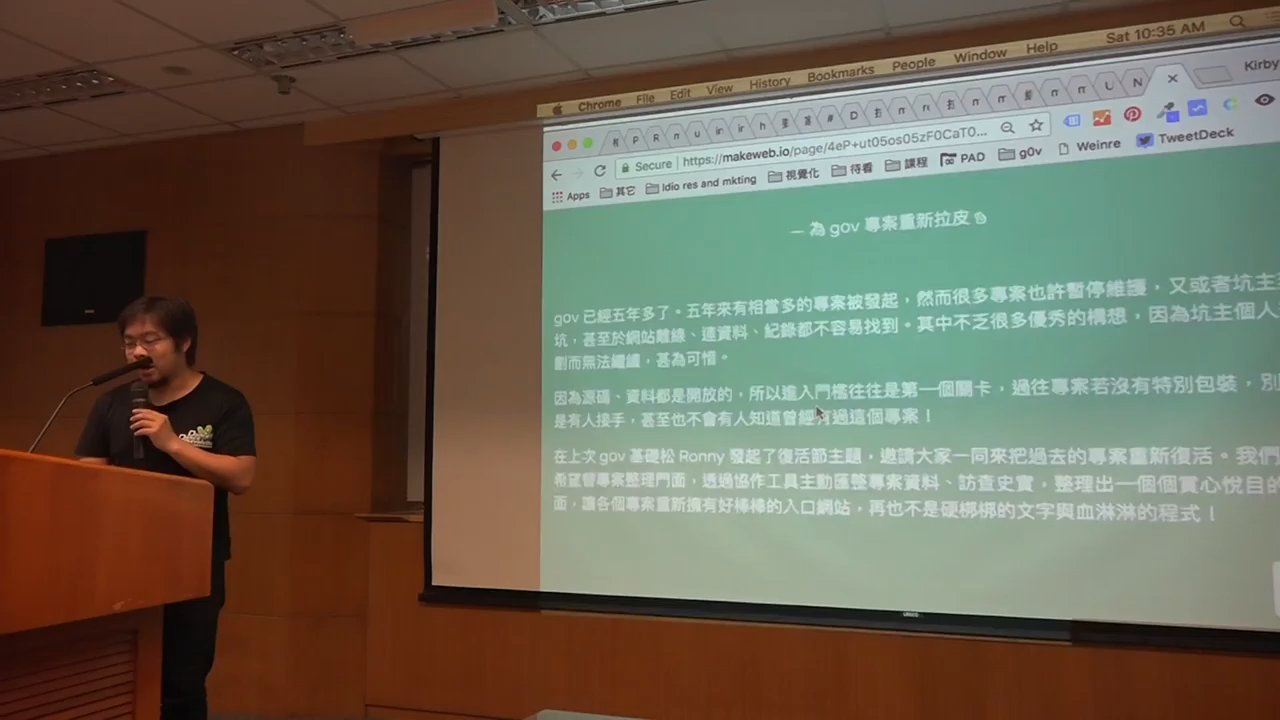 Chrome File Edit View History Bookmarks People Window Help Sat 10:35 AM
Kirby
Secure https://makeweb.io/page/4eP+ut05os05zF0CaT0...
Apps 其它 Idio res and mkting 視覺化 待看 課程 PAD g0v Weinre TweetDeck
— 為 gov 專案重新拉皮
gov 已經五年多了。五年來有相當多的專案被發起，然而很多專案也許暫停維護，又或者坑主
坑，甚至於網站離線、連資料、紀錄都不容易找到。其中不乏很多優秀的構想，因為坑主個人
劃而無法繼續，甚為可惜。
因為源碼、資料都是開放的，所以進入門檻往往是第一個關卡，過往專案若沒有特別包裝，別
是有人接手，甚至也不會有人知道曾經有過這個專案！
在上次 gov 基礎松 Ronny 發起了復活節主題，邀請大家一同來把過去的專案重新復活。我們
希望替專案整理門面，透過協作工具主動匯整專案資料、訪查史實，整理出一個個賞心悅目的
面，讓各個專案重新擁有好棒棒的入口網站，再也不是硬梆梆的文字與血淋淋的程式！